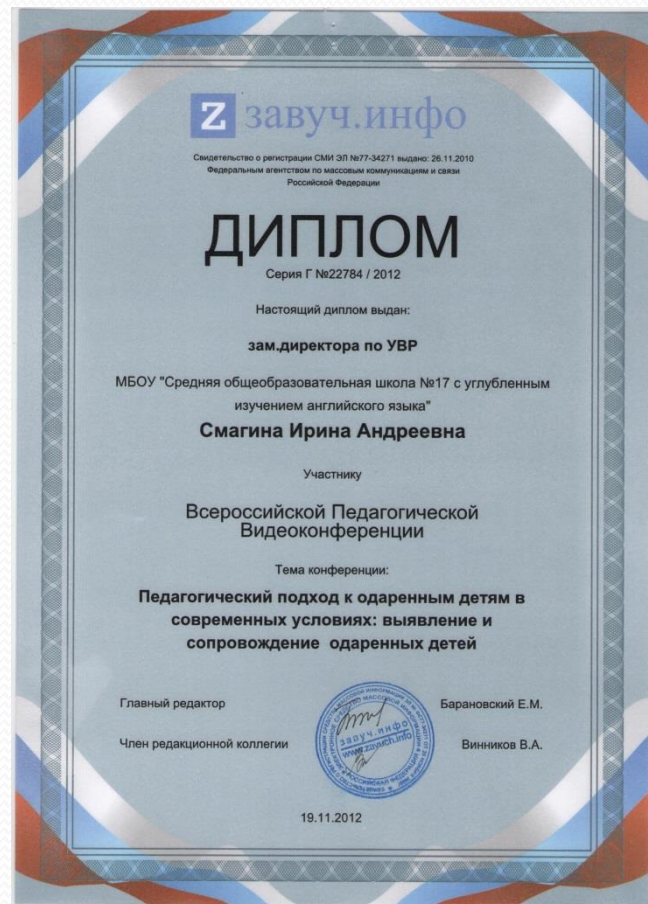 Z завуч.инфо
Свидетельство о регистрации СМИ ЭЛ №77-34271 выдано: 26.11.2010
Федеральным агентством по массовым коммуникациям и связи
Российской Федерации
ДИПЛОМ
Серия Г №22784 / 2012
Настоящий диплом выдан:
зам.директора по УВР
МБОУ "Средняя общеобразовательная школа №17 с углубленным
изучением английского языка"
Смагина Ирина Андреевна
Участнику
Всероссийской Педагогической
Видеоконференции
Тема конференции:
Педагогический подход к одаренным детям в
современных условиях: выявление и
сопровождение одаренных детей
Главный редактор Барановский Е.М.
Член редакционной коллегии Винников В.А.
завуч.инфо
www.zavuch.info
19.11.2012